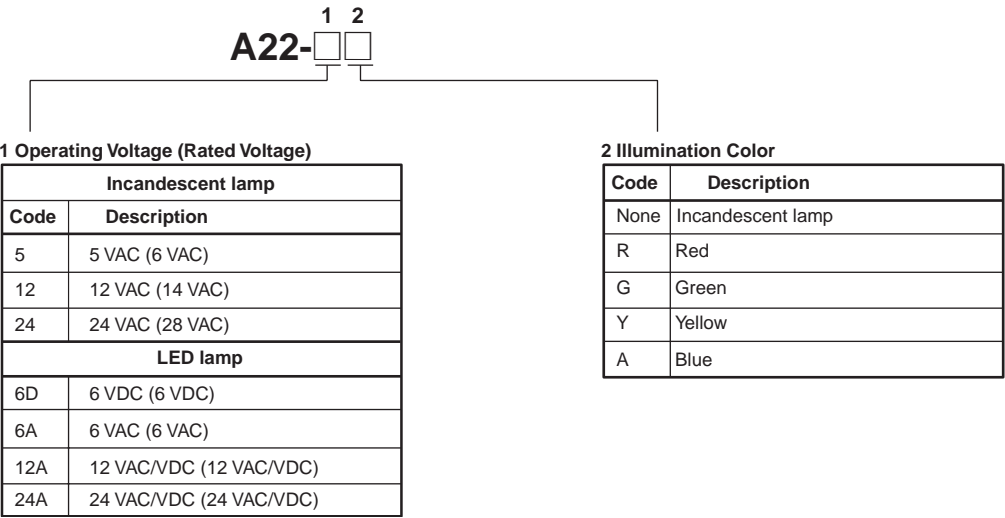 1 2
A22-□□
1 Operating Voltage (Rated Voltage)
Incandescent lamp
Code Description
5 5 VAC (6 VAC)
12 12 VAC (14 VAC)
24 24 VAC (28 VAC)
LED lamp
6D 6 VDC (6 VDC)
6A 6 VAC (6 VAC)
12A 12 VAC/VDC (12 VAC/VDC)
24A 24 VAC/VDC (24 VAC/VDC)
2 Illumination Color
Code Description
None Incandescent lamp
R Red
G Green
Y Yellow
A Blue